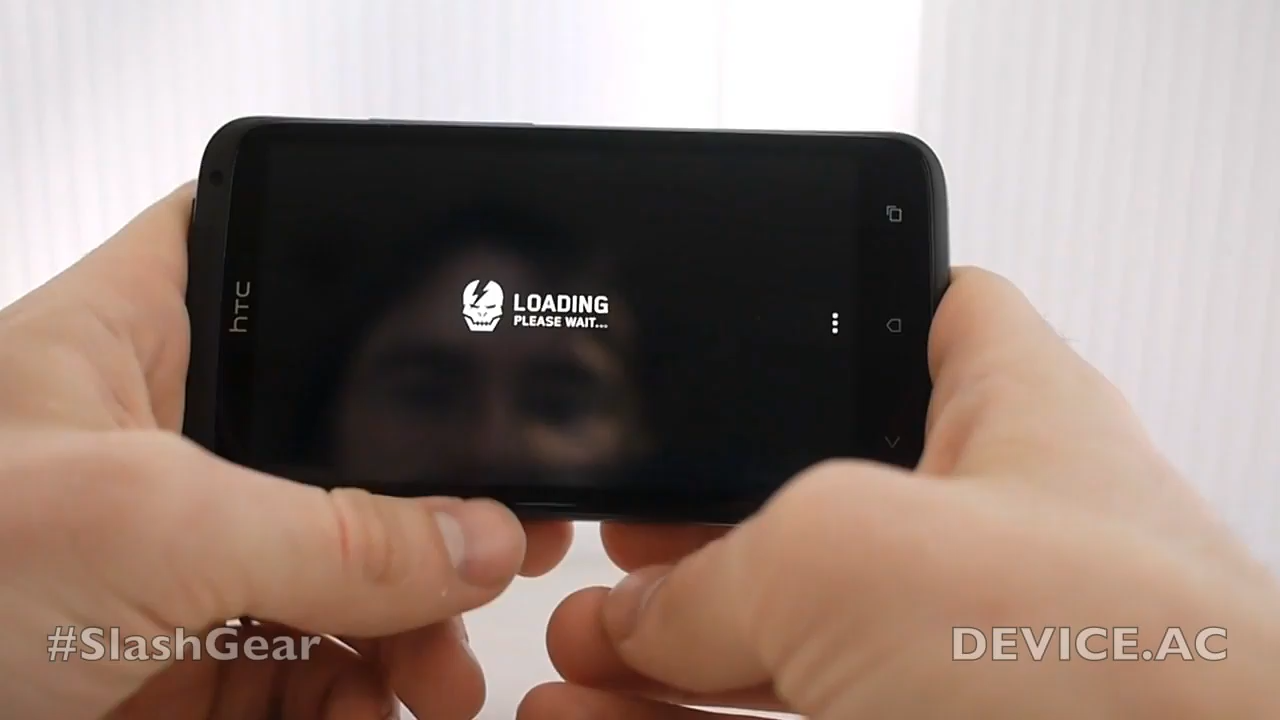 hTC
LOADING
PLEASE WAIT...
#SlashGear
DEVICE.AC